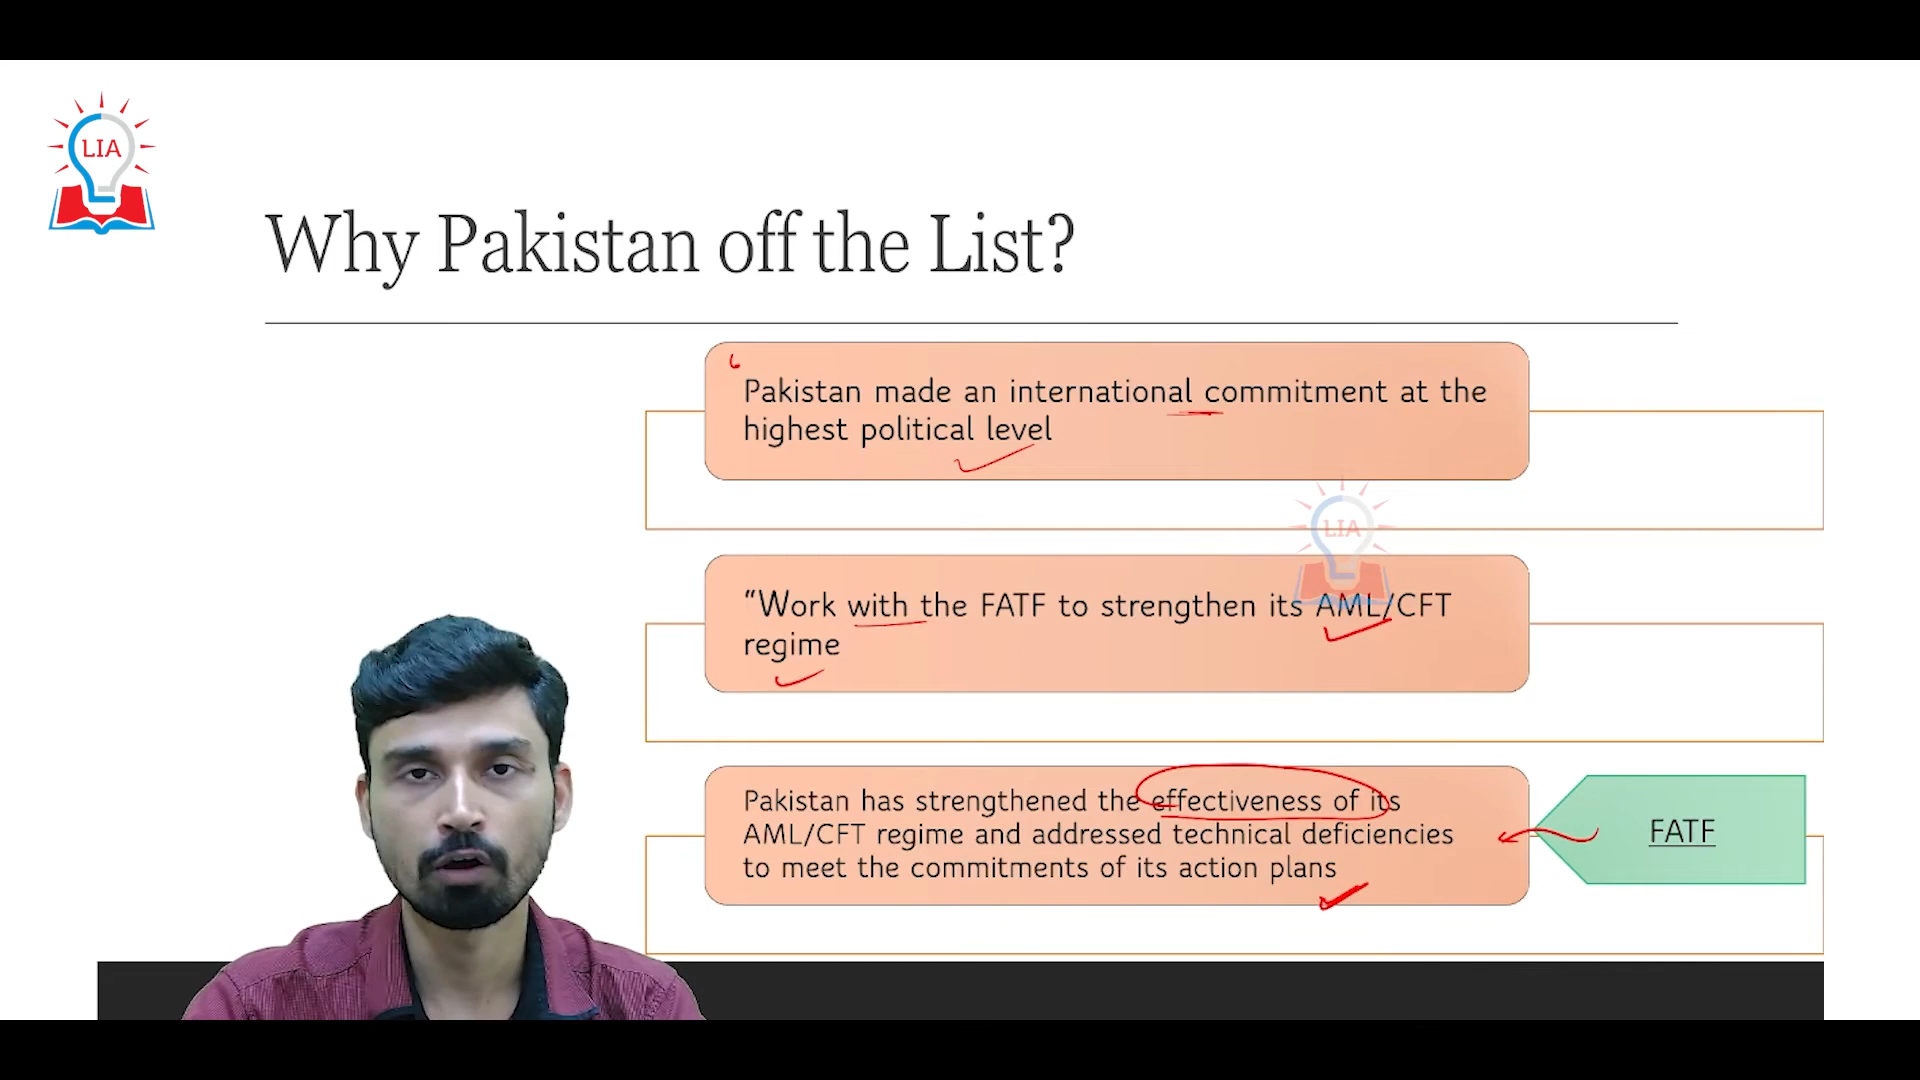 LIA
Why Pakistan off the List?
Pakistan made an international commitment at the
highest political level
LIA
“Work with the FATF to strengthen its AML/CFT
regime
Pakistan has strengthened the effectiveness of its
AML/CFT regime and addressed technical deficiencies
to meet the commitments of its action plans
FATF